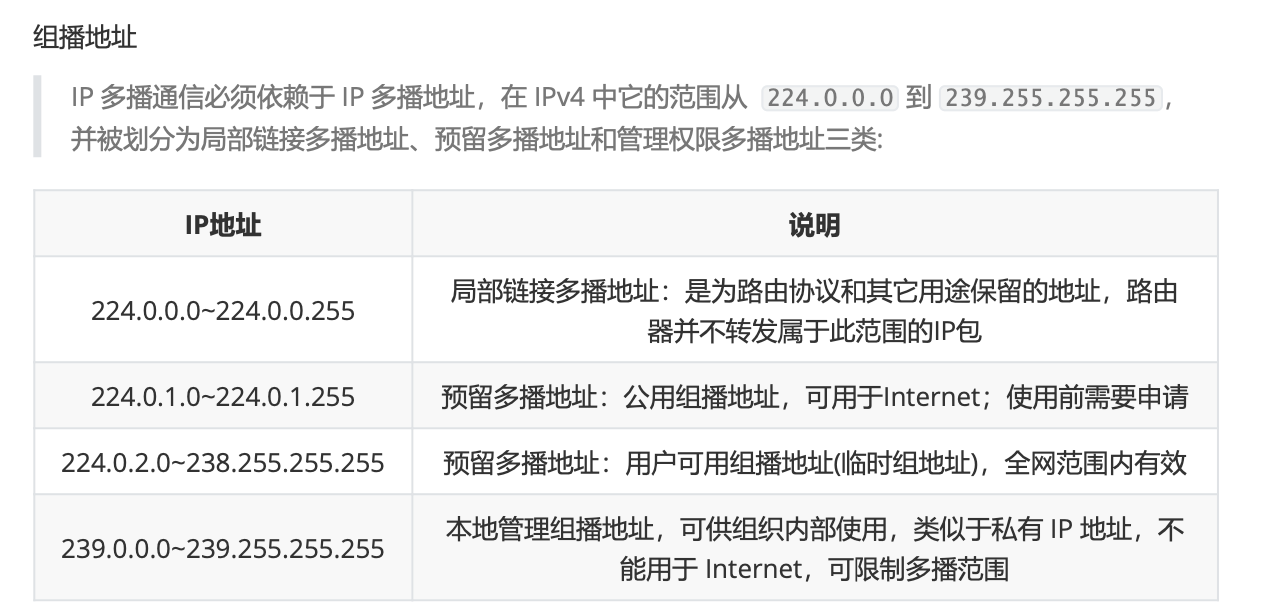 组播地址
IP 多播通信必须依赖于 IP 多播地址，在 IPv4 中它的范围从 224.0.0.0 到 239.255.255.255，
并被划分为局部链接多播地址、预留多播地址和管理权限多播地址三类:
IP地址
说明
224.0.0.0~224.0.0.255
局部链接多播地址：是为路由协议和其它用途保留的地址，路由
器并不转发属于此范围的IP包
224.0.1.0~224.0.1.255
预留多播地址：公用组播地址，可用于Internet；使用前需要申请
224.0.2.0~238.255.255.255
预留多播地址：用户可用组播地址(临时组地址)，全网范围内有效
239.0.0.0~239.255.255.255
本地管理组播地址，可供组织内部使用，类似于私有 IP 地址，不
能用于 Internet，可限制多播范围